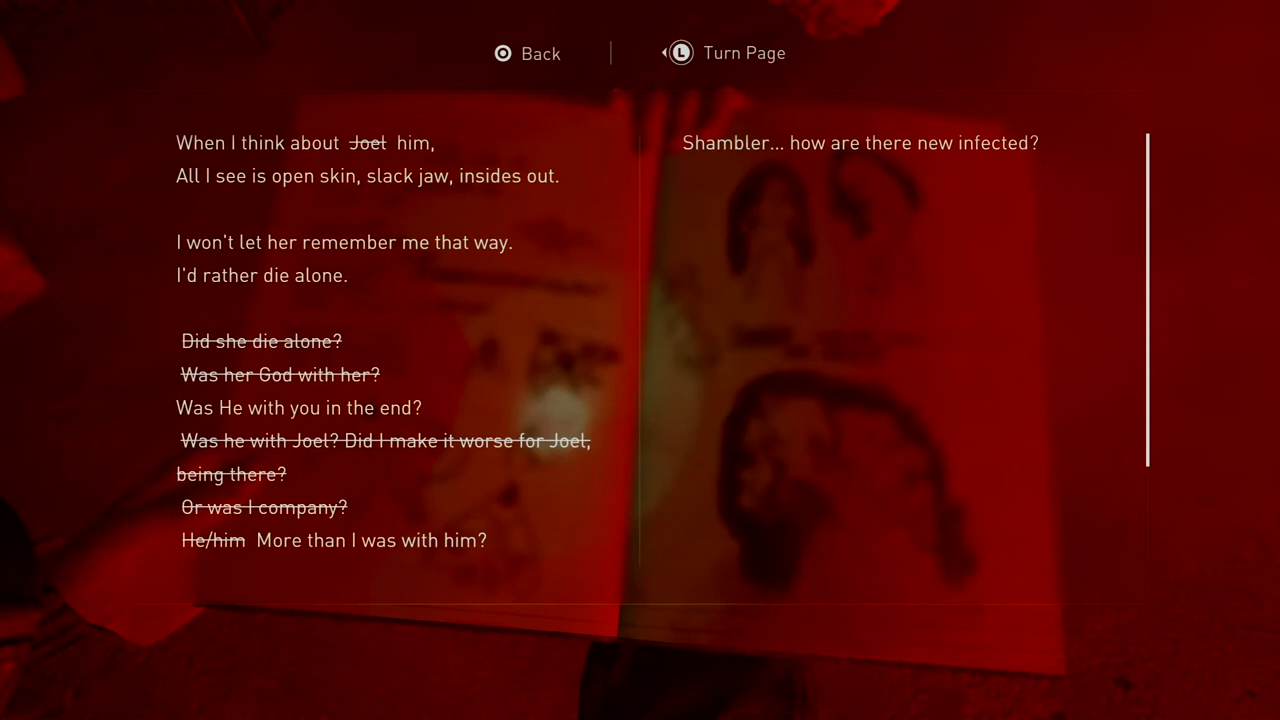 Back
Turn Page
When I think about Joel him,
All I see is open skin, slack jaw, insides out.
I won't let her remember me that way.
I'd rather die alone.
Did she die alone?
Was her God with her?
Was He with you in the end?
Was he with Joel? Did I make it worse for Joel,
being there?
Or was I company?
He/him More than I was with him?
Shambler... how are there new infected?